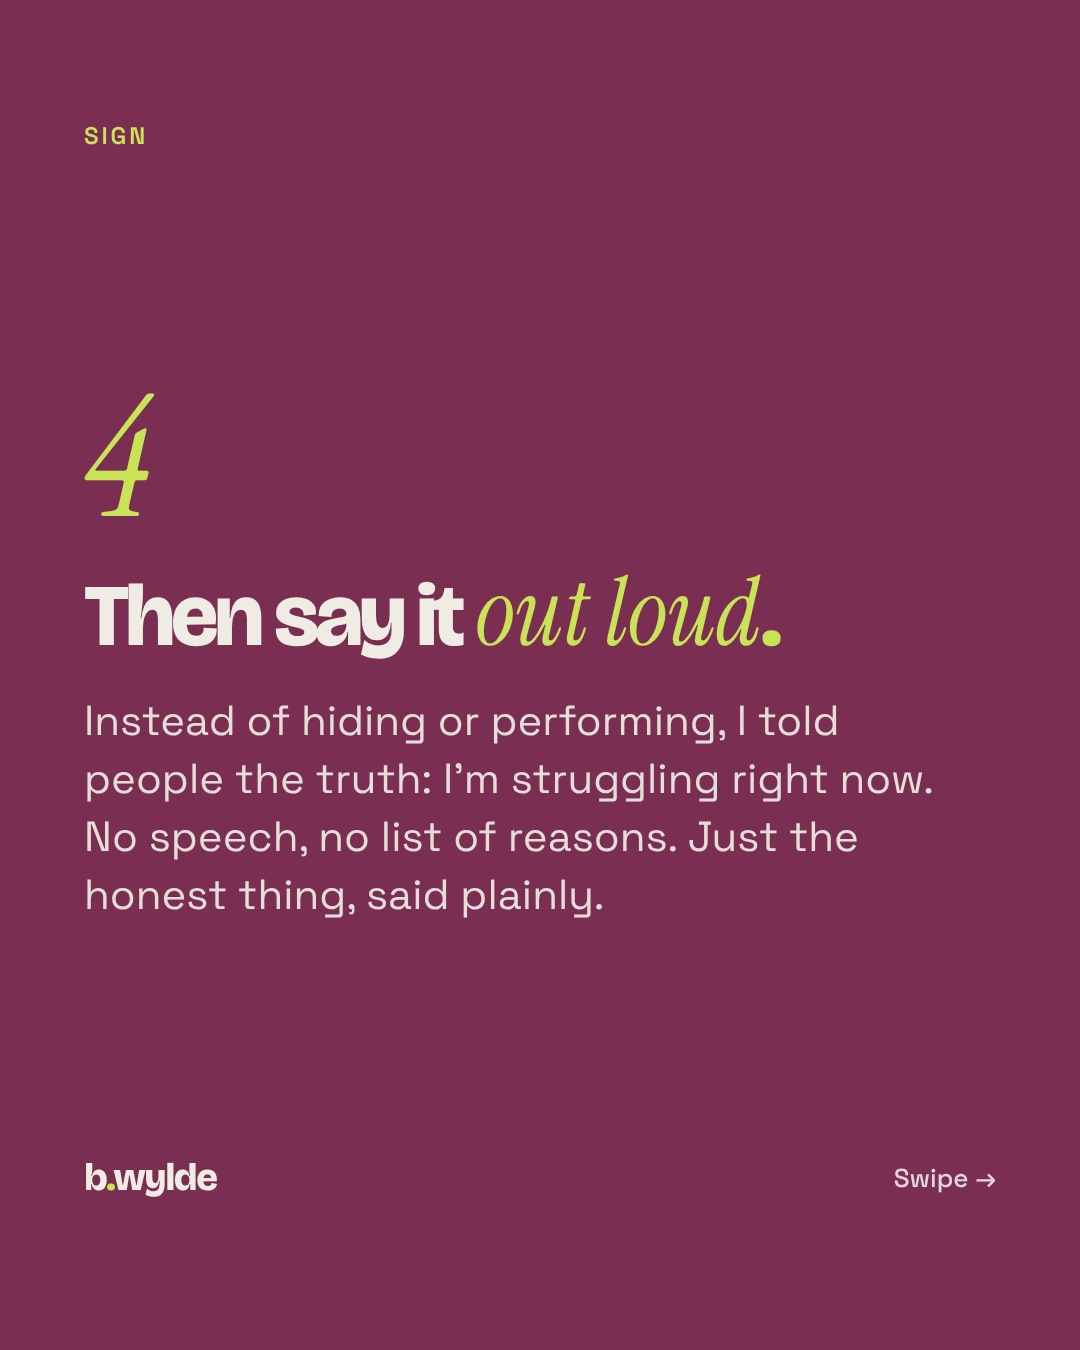 SIGN
4
Then say it out loud.
Instead of hiding or performing, I told
people the truth: I’m struggling right now.
No speech, no list of reasons. Just the
honest thing, said plainly.
b.wylde
Swipe →